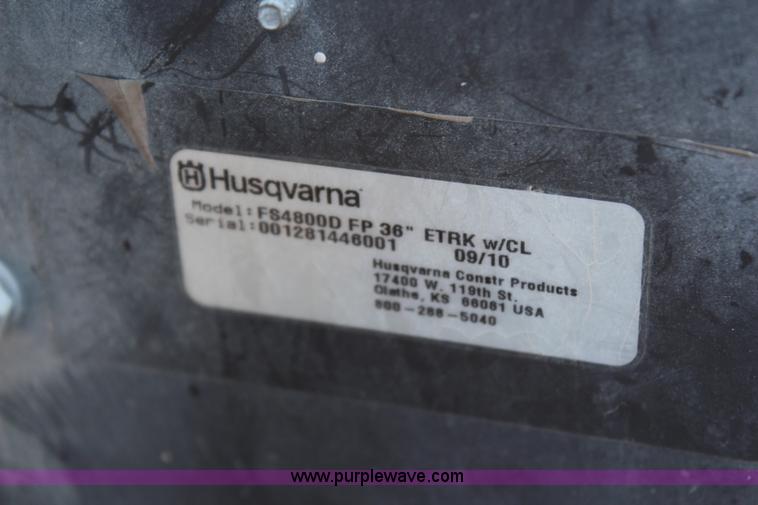 Husqvarna
Model: FS4800D FP 36" ETRK w/CL
Serial: 001281446001 09/10
Husqvarna Constr Products
17400 W. 119th St.
Olathe, KS 66061 USA
800-288-5040
www.purplewave.com